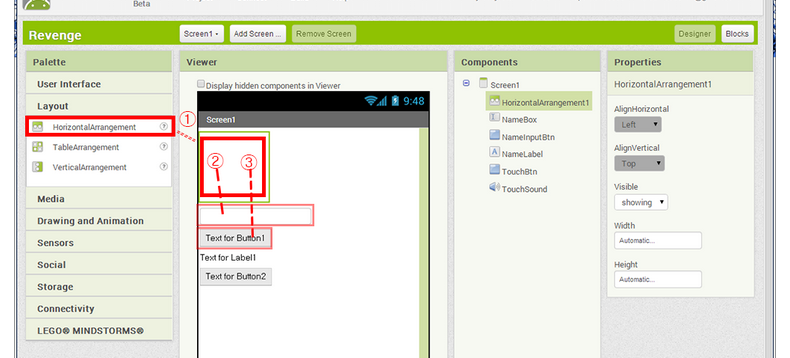 Beta
Revenge
Screen1
Add Screen ...
Remove Screen
Designer
Blocks
Palette
User Interface
Layout
HorizontalArrangement
TableArrangement
VerticalArrangement
Media
Drawing and Animation
Sensors
Social
Storage
Connectivity
LEGO® MINDSTORMS®
Viewer
Display hidden components in Viewer
9:48
Screen1
①
② ③
Text for Button1
Text for Label1
Text for Button2
Components
Screen1
HorizontalArrangement1
NameBox
NameInputBtn
NameLabel
TouchBtn
TouchSound
Properties
HorizontalArrangement1
AlignHorizontal
Left
AlignVertical
Top
Visible
showing
Width
Automatic...
Height
Automatic...